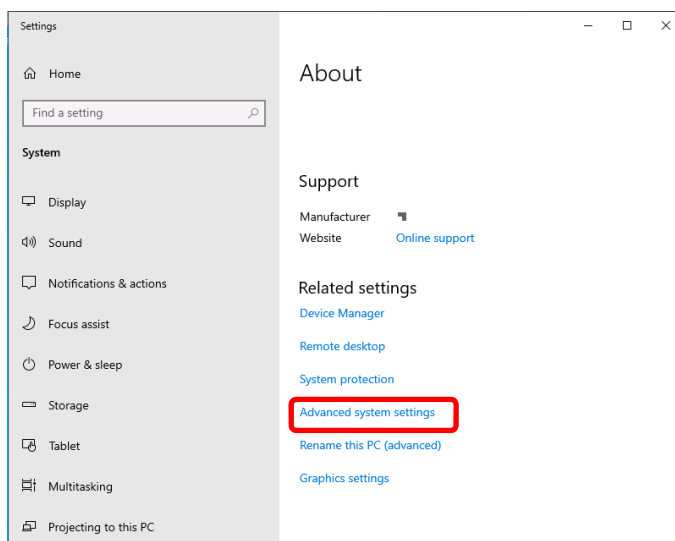 Settings
Home
Find a setting
System
Display
Sound
Notifications & actions
Focus assist
Power & sleep
Storage
Tablet
Multitasking
Projecting to this PC
About
Support
Manufacturer
Website Online support
Related settings
Device Manager
Remote desktop
System protection
Advanced system settings
Rename this PC (advanced)
Graphics settings